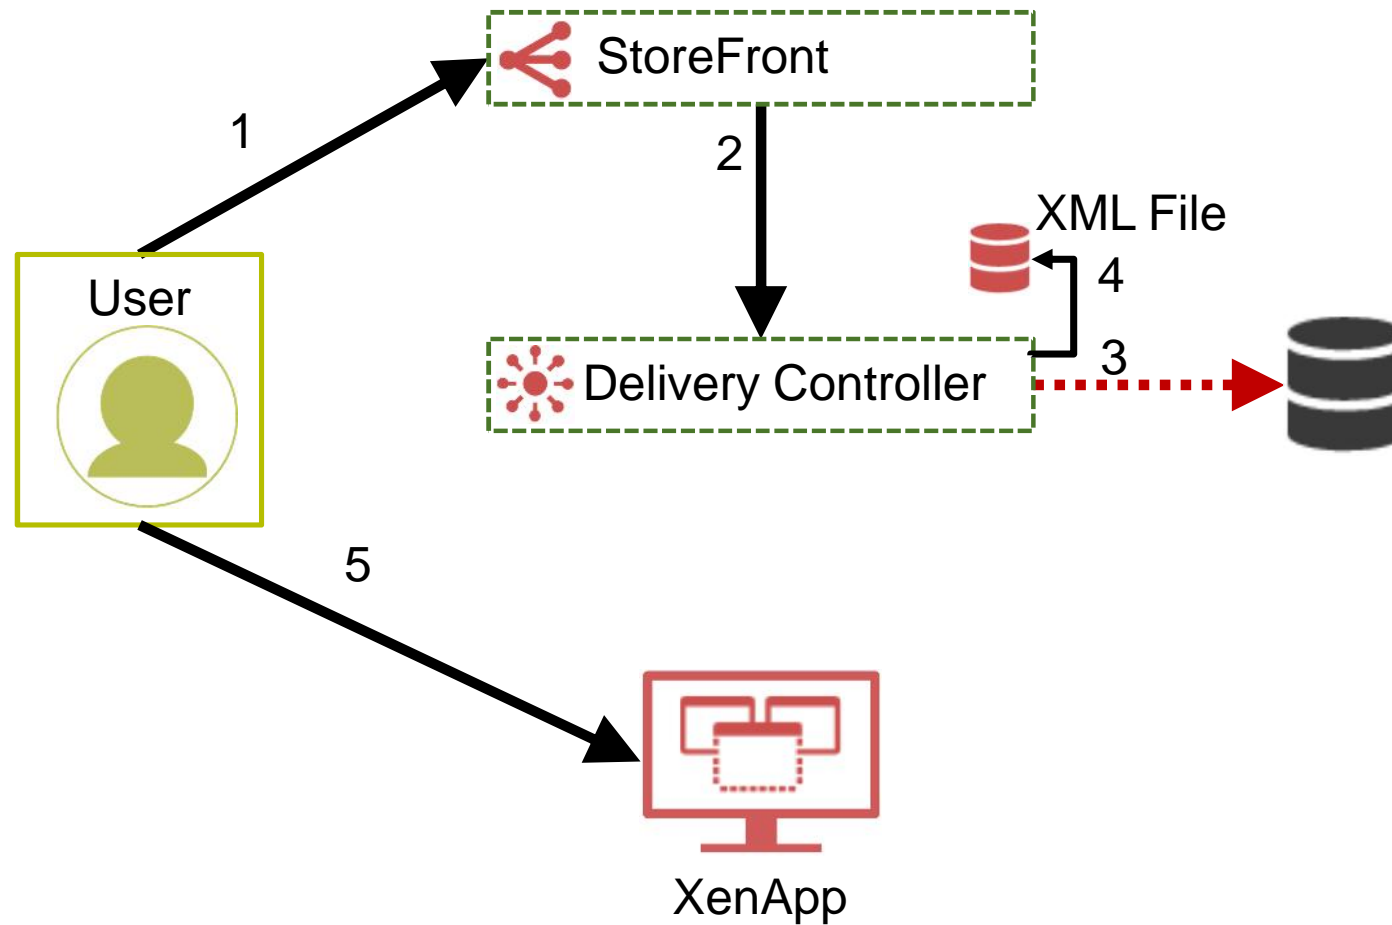 StoreFront
1
2
XML File
4
User
3
Delivery Controller
5
XenApp